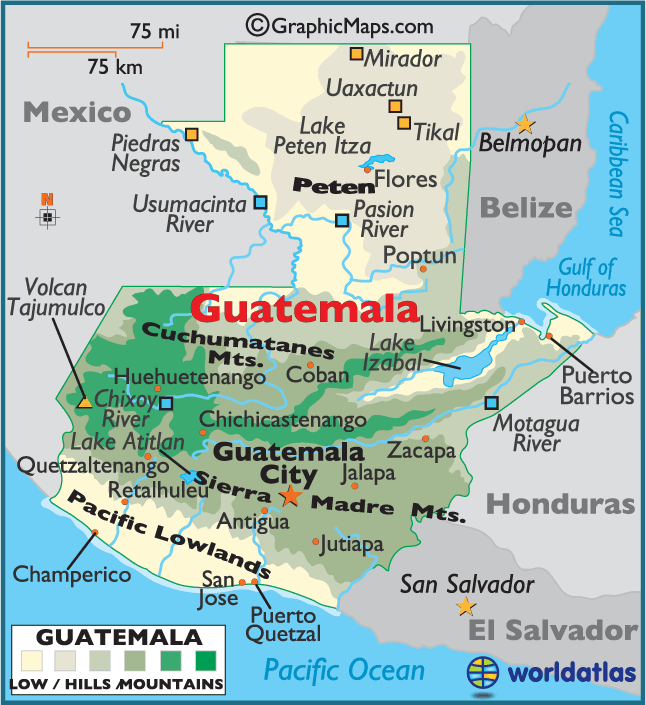 ©GraphicMaps.com
75 mi
75 km
Mexico
Mirador
Uaxactun
Tikal
Piedras
Negras
Lake
Peten Itza
Belmopan
Caribbean Sea
Flores
Peten
N
Usumacinta
River
Pasion
River
Belize
Poptun
Gulf of
Honduras
Volcan
Tajumulco
Guatemala
Livingston
Cuchumatanes
Mts.
Lake
Izabal
Coban
Puerto
Barrios
Huehuetenango
Chixoy
River
Motagua
River
Chichicastenango
Lake Atitlan
Guatemala
City
Zacapa
Quetzaltenango
Jalapa
Retalhuleu
Sierra Madre Mts.
Honduras
Pacific Lowlands
Antigua
Jutiapa
Champerico
San
Jose
Puerto
Quetzal
San Salvador
El Salvador
GUATEMALA
LOW / HILLS /MOUNTAINS
Pacific Ocean
worldatlas